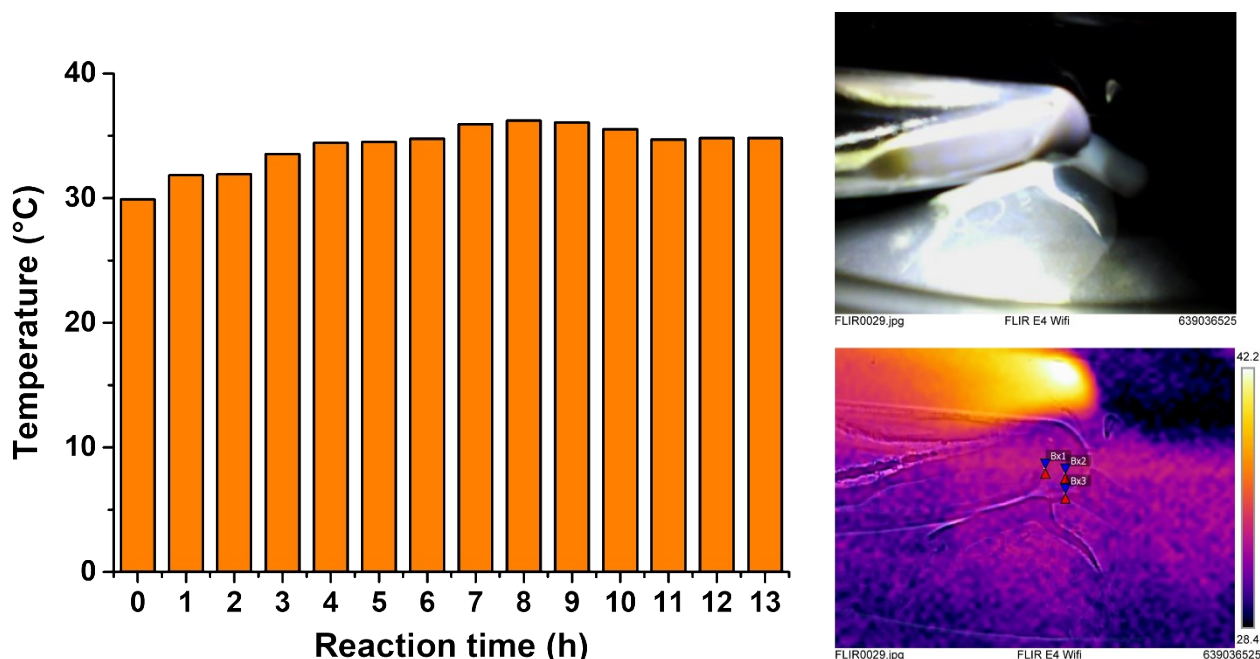 40
30
20
10
0
Temperature (°C)
0 1 2 3 4 5 6 7 8 9 10 11 12 13
Reaction time (h)
FLIR0029.jpg FLIR E4 Wifi 639036525
42.2
Bx1
Bx2
Bx3
28.4
FLIR0029.jpg FLIR E4 Wifi 639036525